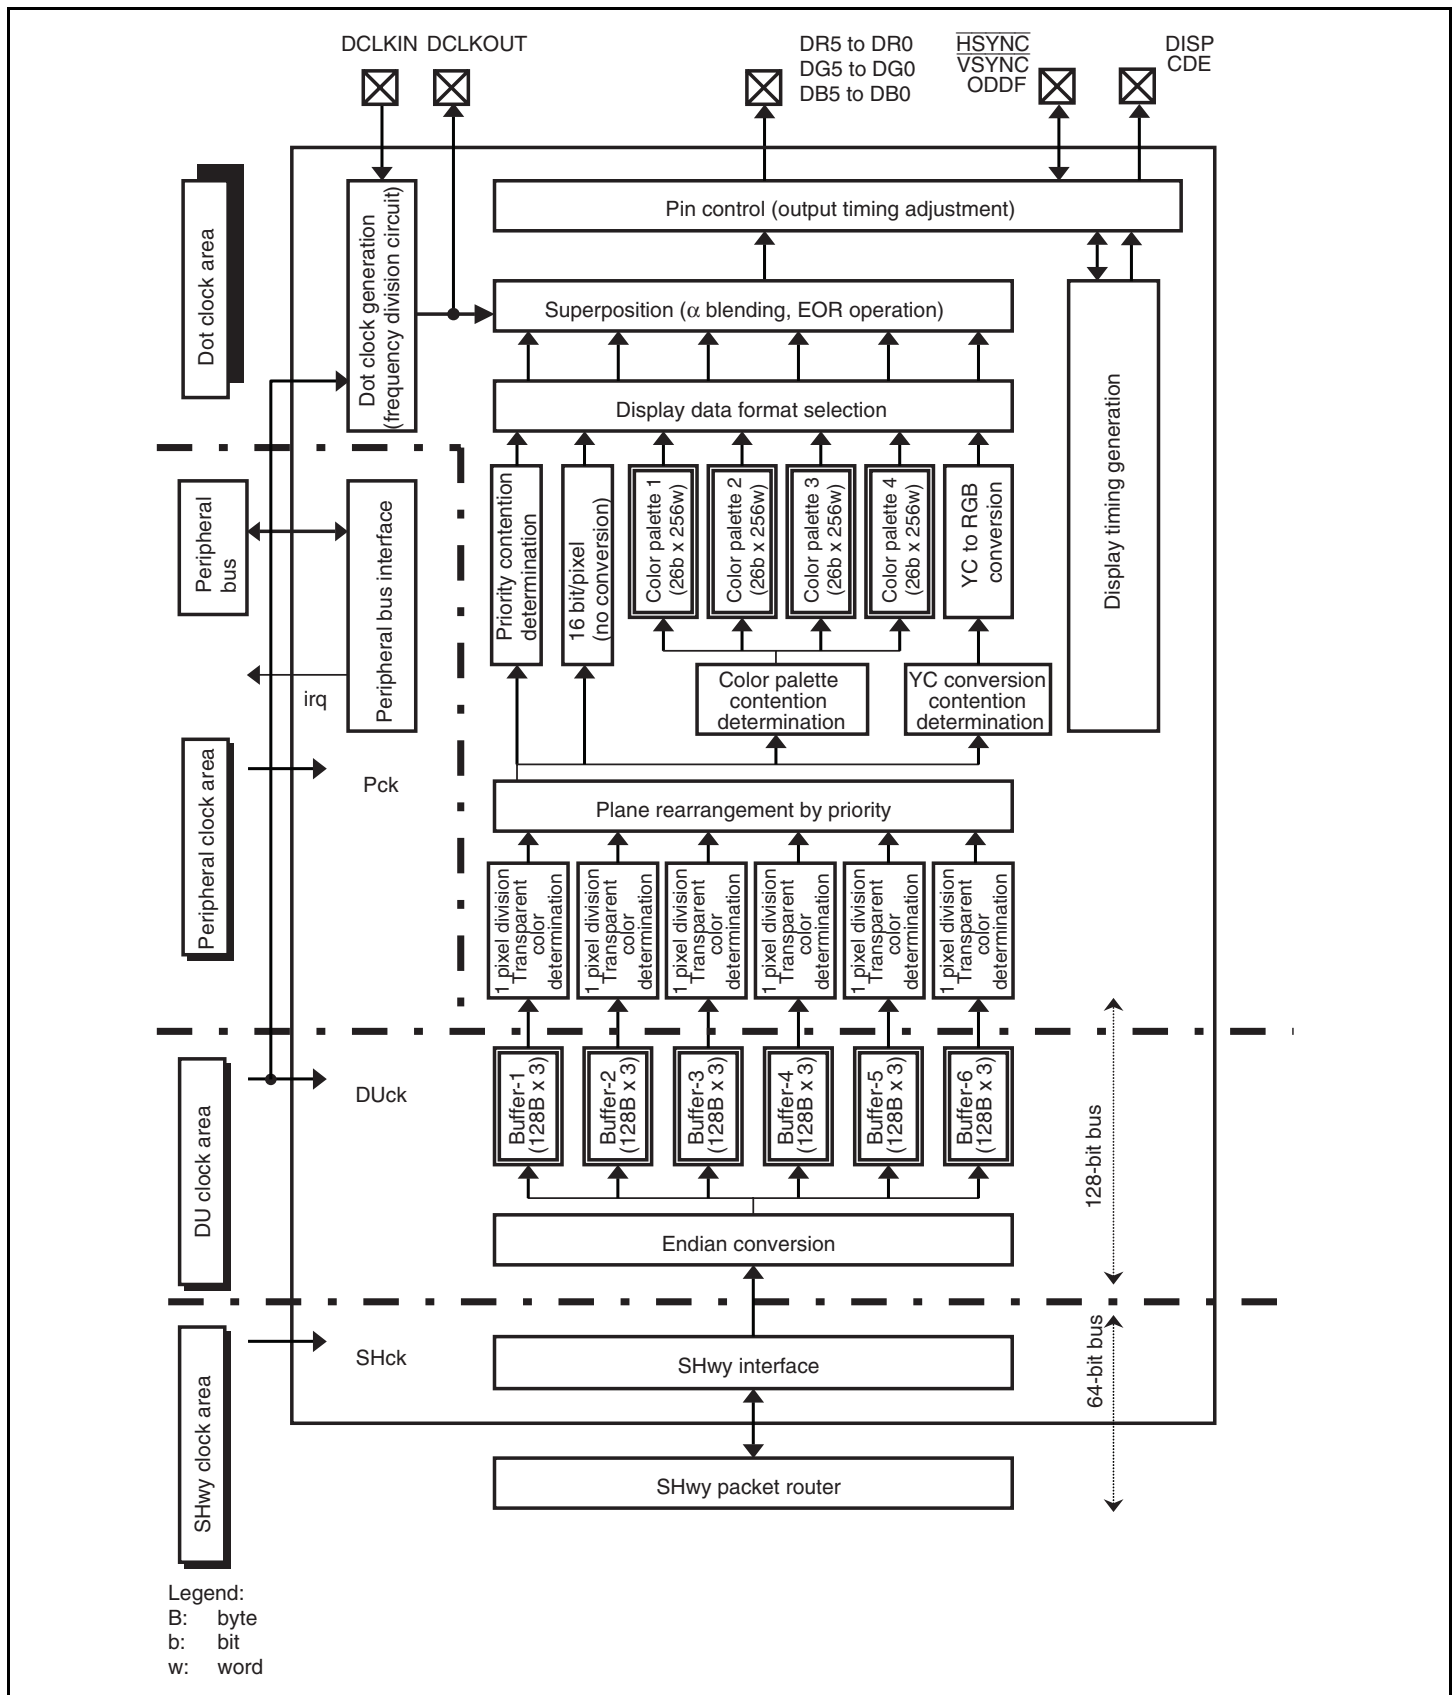 DCLKIN DCLKOUT
DR5 to DR0
DG5 to DG0
DB5 to DB0
HSYNC
VSYNC
ODDF
DISP
CDE
Dot clock area
Dot clock generation
(frequency division circuit)
Pin control (output timing adjustment)
Superposition (α blending, EOR operation)
Display data format selection
Display timing generation
Peripheral
bus
Peripheral bus interface
irq
Priority contention
determination
16 bit/pixel
(no conversion)
Color palette 1
(26b x 256w)
Color palette 2
(26b x 256w)
Color palette 3
(26b x 256w)
Color palette 4
(26b x 256w)
YC to RGB
conversion
Color palette
contention
determination
YC conversion
contention
determination
Peripheral clock area
Pck
Plane rearrangement by priority
1 pixel division
Transparent
color
determination
1 pixel division
Transparent
color
determination
1 pixel division
Transparent
color
determination
1 pixel division
Transparent
color
determination
1 pixel division
Transparent
color
determination
1 pixel division
Transparent
color
determination
DU clock area
DUck
Buffer-1
(128B x 3)
Buffer-2
(128B x 3)
Buffer-3
(128B x 3)
Buffer-4
(128B x 3)
Buffer-5
(128B x 3)
Buffer-6
(128B x 3)
128-bit bus
Endian conversion
SHwy clock area
SHck
SHwy interface
64-bit bus
SHwy packet router
Legend:
B: byte
b: bit
w: word